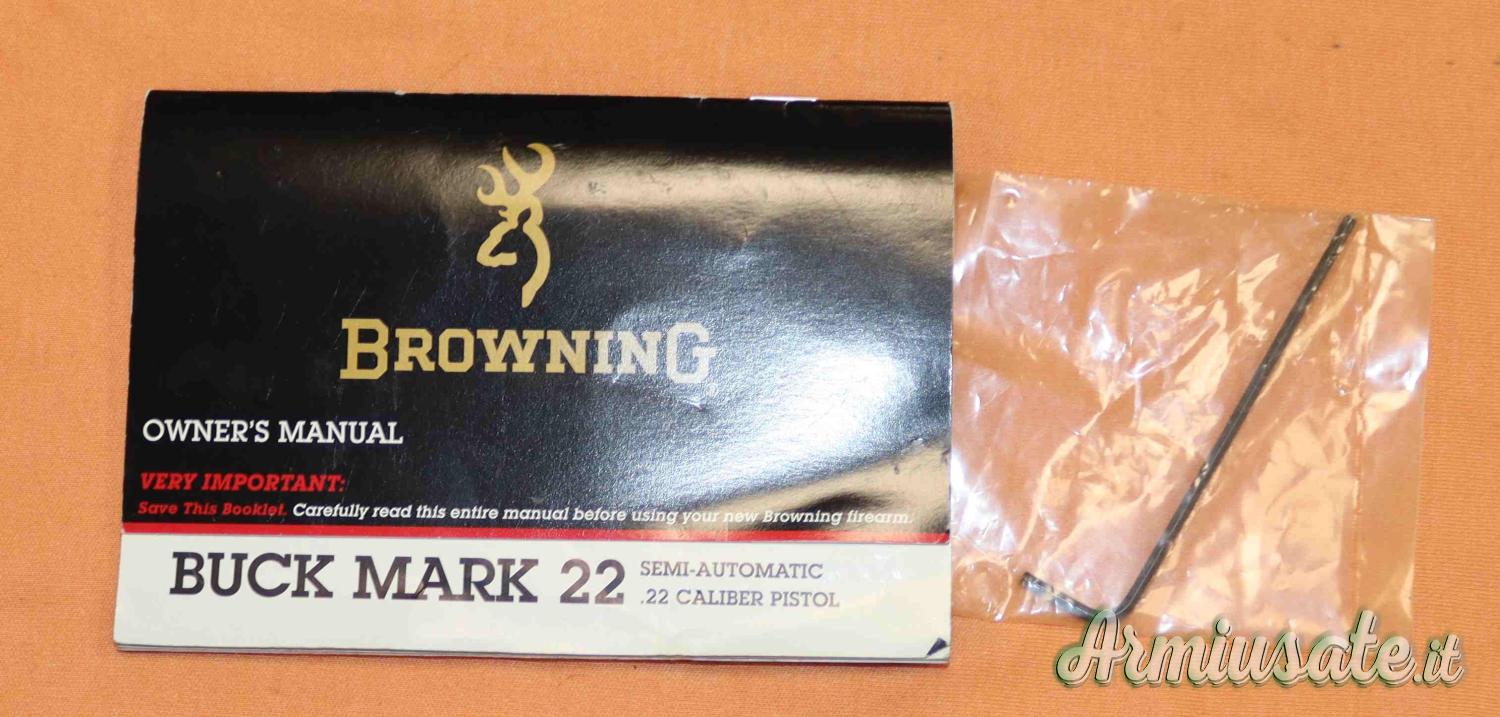 BROWNING
OWNER'S MANUAL
VERY IMPORTANT:
Save This Booklet. Carefully read this entire manual before using your new Browning firearm.
BUCK MARK 22
SEMI-AUTOMATIC
.22 CALIBER PISTOL
Armiusate.it